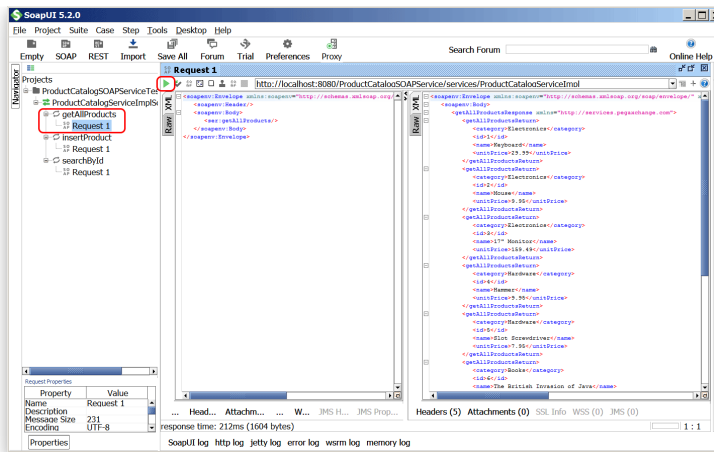 SoapUI 5.2.0
File Project Suite Case Step Tools Desktop Help
Empty SOAP REST Import Save All Forum Trial Preferences Proxy
Search Forum
Online Help
Navigator
Projects
ProductCatalogSOAPServiceTes
ProductCatalogServiceImplS
getAllProducts
Request 1
insertProduct
Request 1
searchById
Request 1
Request Properties
Property Value
Name Request 1
Description
Message Size 231
Encoding UTF-8
Properties
Request 1
http://localhost:8080/ProductCatalogSOAPService/services/ProductCatalogServiceImpl
XML
Raw
<soapenv:Envelope xmlns:soapenv="http://schemas.xmlsoap.org/
<soapenv:Header/>
<soapenv:Body>
<ser:getAllProducts/>
</soapenv:Body>
</soapenv:Envelope>
XML
Raw
<soapenv:Envelope xmlns:soapenv="http://schemas.xmlsoap.org/soap/envelope/"
<soapenv:Body>
<getAllProductsResponse xmlns="http://services.pegaxchange.com">
<getAllProductsReturn>
<category>Electronics</category>
<id>1</id>
<name>Keyboard</name>
<unitPrice>29.99</unitPrice>
</getAllProductsReturn>
<getAllProductsReturn>
<category>Electronics</category>
<id>2</id>
<name>Mouse</name>
<unitPrice>9.95</unitPrice>
</getAllProductsReturn>
<getAllProductsReturn>
<category>Electronics</category>
<id>3</id>
<name>17" Monitor</name>
<unitPrice>159.49</unitPrice>
</getAllProductsReturn>
<getAllProductsReturn>
<category>Hardware</category>
<id>4</id>
<name>Hammer</name>
<unitPrice>9.95</unitPrice>
</getAllProductsReturn>
<getAllProductsReturn>
<category>Hardware</category>
<id>5</id>
<name>Slot Screwdriver</name>
<unitPrice>7.95</unitPrice>
</getAllProductsReturn>
<getAllProductsReturn>
<category>Books</category>
<id>6</id>
<name>The British Invasion of Java</name>
... Head... Attachm... ... W... JMS H... JMS Prop...
Headers (5) Attachments (0) SSL Info WSS (0) JMS (0)
response time: 212ms (1604 bytes)
1 : 1
SoapUI log http log jetty log error log wsrm log memory log